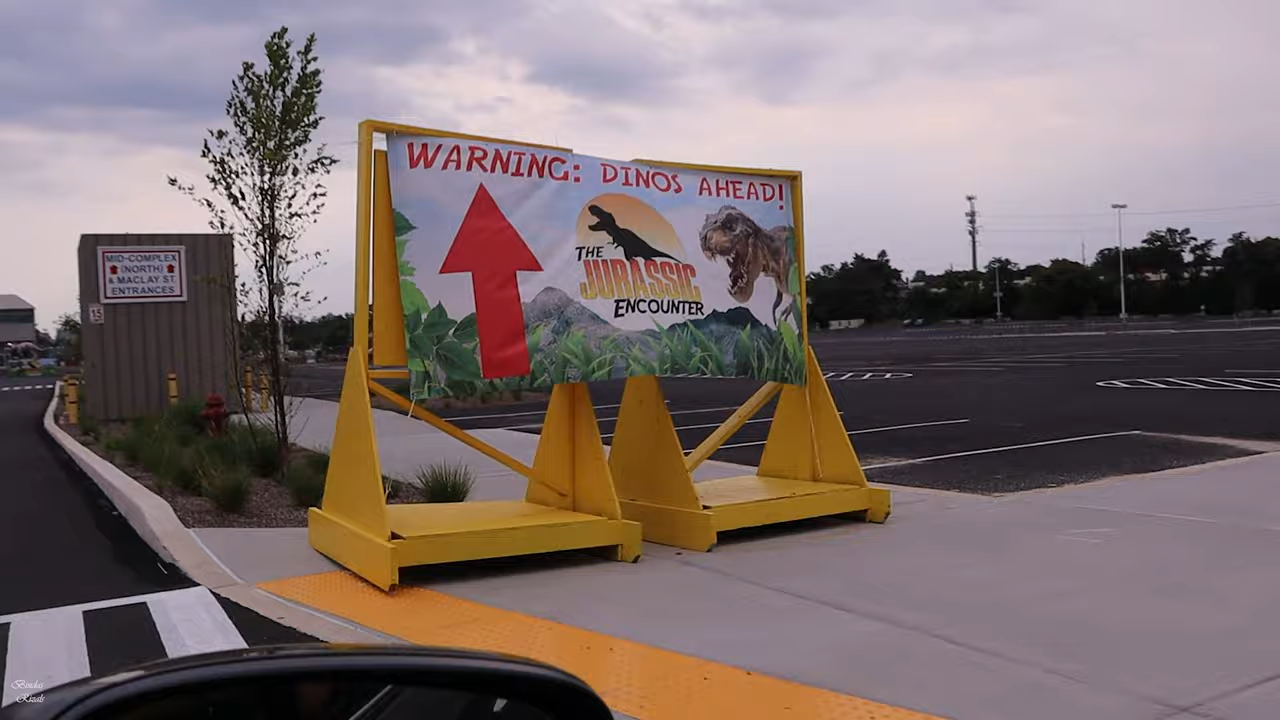 WARNING: DINOS AHEAD!
THE
JURASSIC
ENCOUNTER
MID-COMPLEX
(NORTH)
& MACLAY ST.
ENTRANCES
15